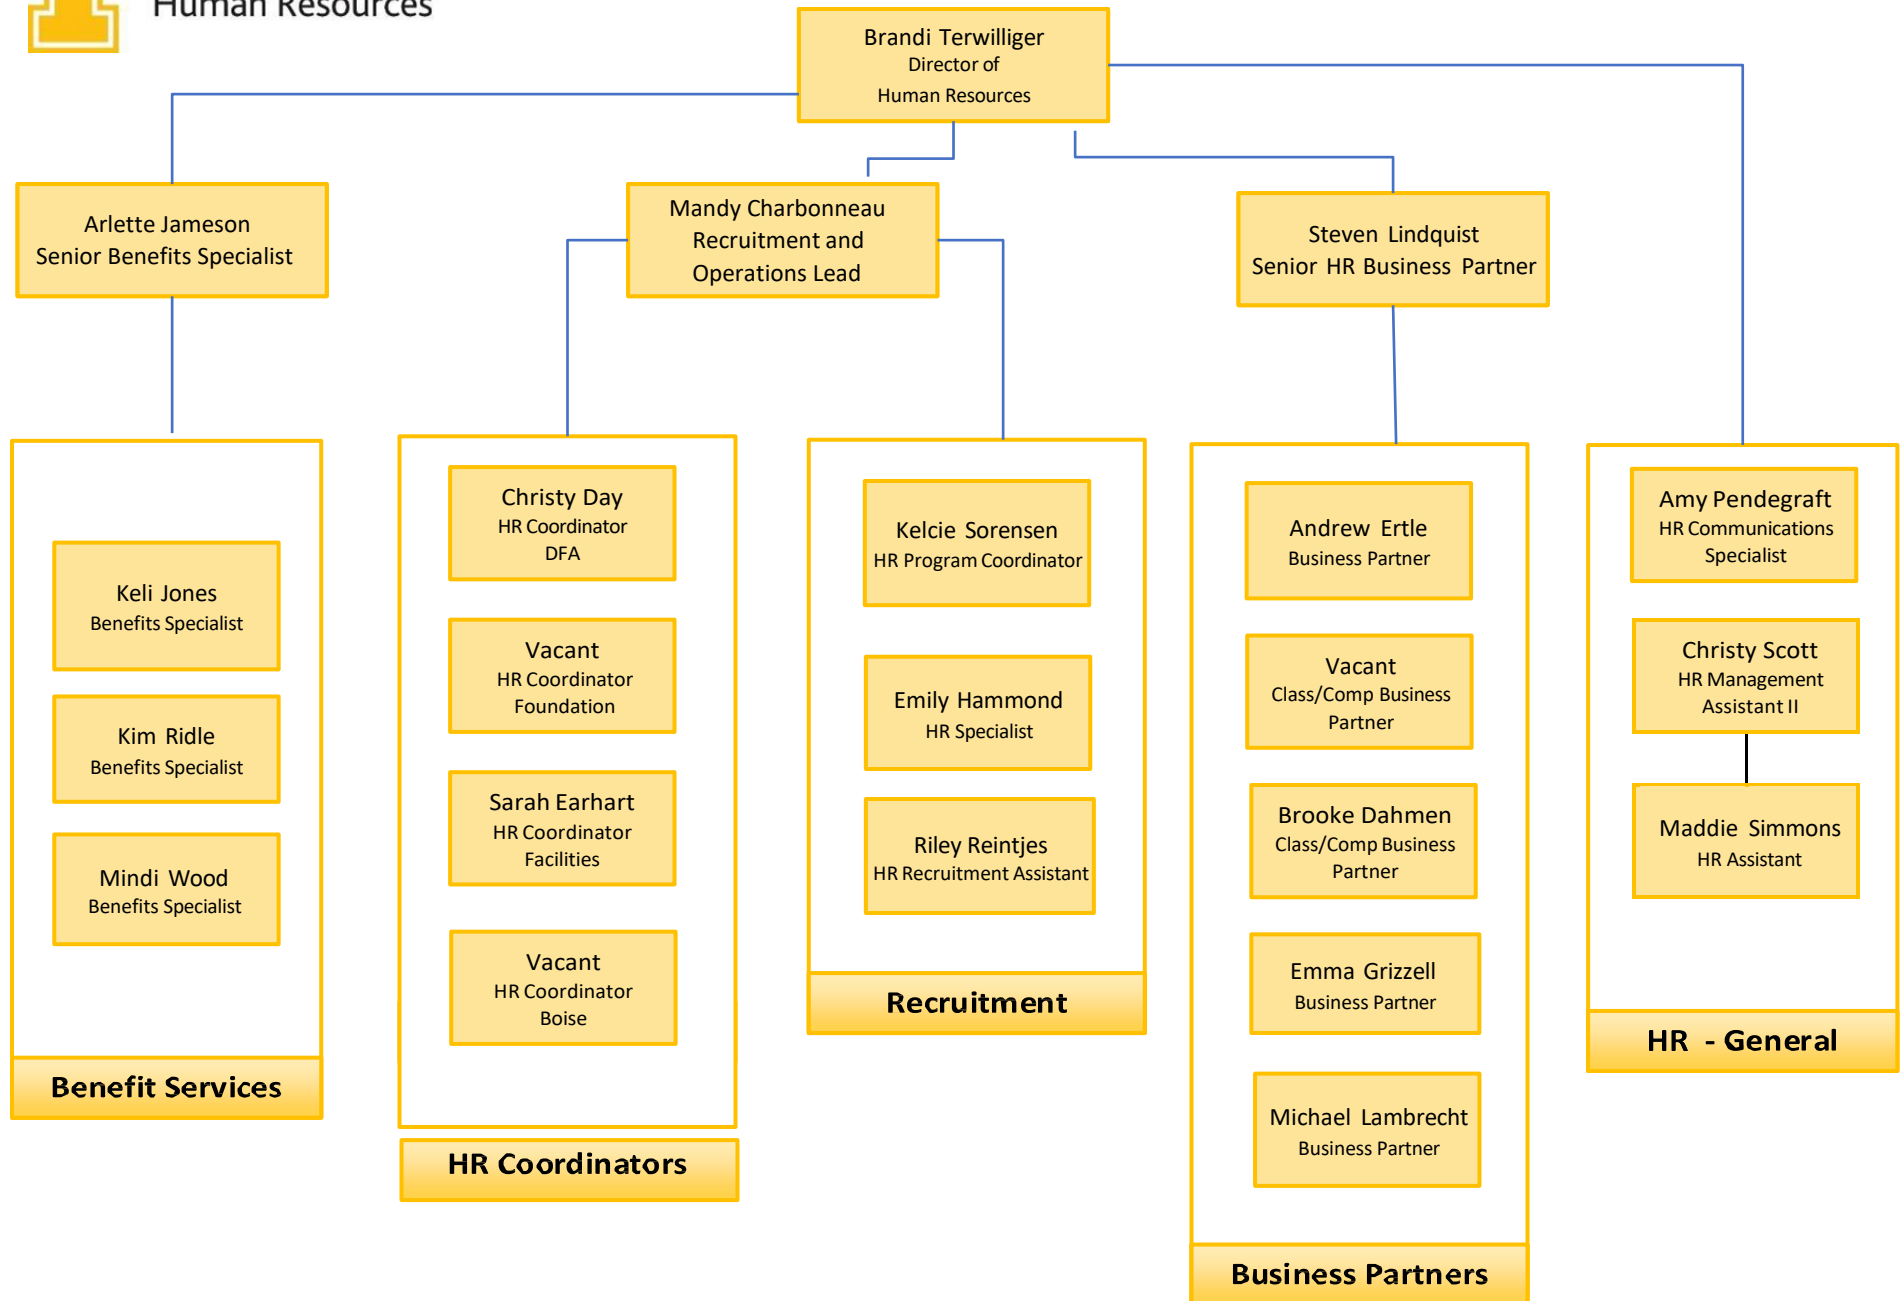 Human Resources
Brandi Terwilliger
Director of
Human Resources
Arlette Jameson
Senior Benefits Specialist
Mandy Charbonneau
Recruitment and
Operations Lead
Steven Lindquist
Senior HR Business Partner
Keli Jones
Benefits Specialist
Kim Ridle
Benefits Specialist
Mindi Wood
Benefits Specialist
Benefit Services
Christy Day
HR Coordinator
DFA
Vacant
HR Coordinator
Foundation
Sarah Earhart
HR Coordinator
Facilities
Vacant
HR Coordinator
Boise
HR Coordinators
Kelcie Sorensen
HR Program Coordinator
Emily Hammond
HR Specialist
Riley Reintjes
HR Recruitment Assistant
Recruitment
Andrew Ertle
Business Partner
Vacant
Class/Comp Business
Partner
Brooke Dahmen
Class/Comp Business
Partner
Emma Grizzell
Business Partner
Michael Lambrecht
Business Partner
Business Partners
Amy Pendegraft
HR Communications
Specialist
Christy Scott
HR Management
Assistant II
Maddie Simmons
HR Assistant
HR - General